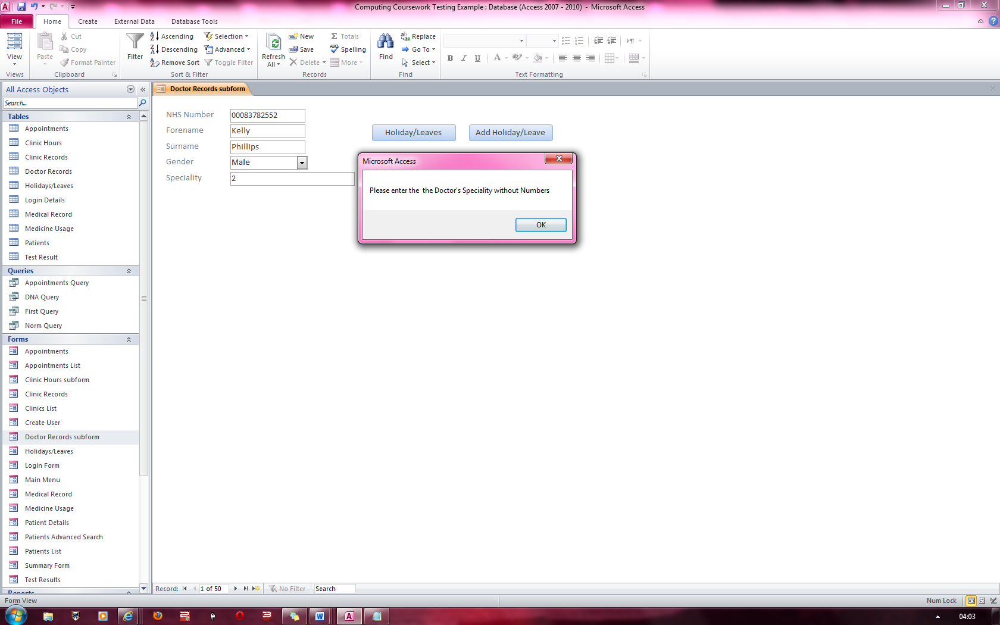 Computing Coursework Testing Example : Database (Access 2007 - 2010) - Microsoft Access
File Home Create External Data Database Tools
View
Views
Paste
Cut
Copy
Format Painter
Clipboard
Filter
Ascending
Descending
Remove Sort
Selection
Advanced
Toggle Filter
Sort & Filter
Refresh
All
New
Save
Delete
Totals
Spelling
More
Records
Find
Replace
Go To
Select
Find
B I U A
Text Formatting
All Access Objects
Search...
Doctor Records subform
Tables
Appointments
Clinic Hours
Clinic Records
Doctor Records
Holidays/Leaves
Login Details
Medical Record
Medicine Usage
Patients
Test Result
Queries
Appointments Query
DNA Query
First Query
Norm Query
Forms
Appointments
Appointments List
Clinic Hours subform
Clinic Records
Clinics List
Create User
Doctor Records subform
Holidays/Leaves
Login Form
Main Menu
Medical Record
Medicine Usage
Patient Details
Patients Advanced Search
Patients List
Summary Form
Test Results
Reports
NHS Number 00083782552
Forename Kelly
Surname Phillips
Gender Male
Speciality 2
Holiday/Leaves Add Holiday/Leave
Microsoft Access
Please enter the the Doctor's Speciality without Numbers
OK
Record: 1 of 50 No Filter Search
Form View Num Lock
04:03